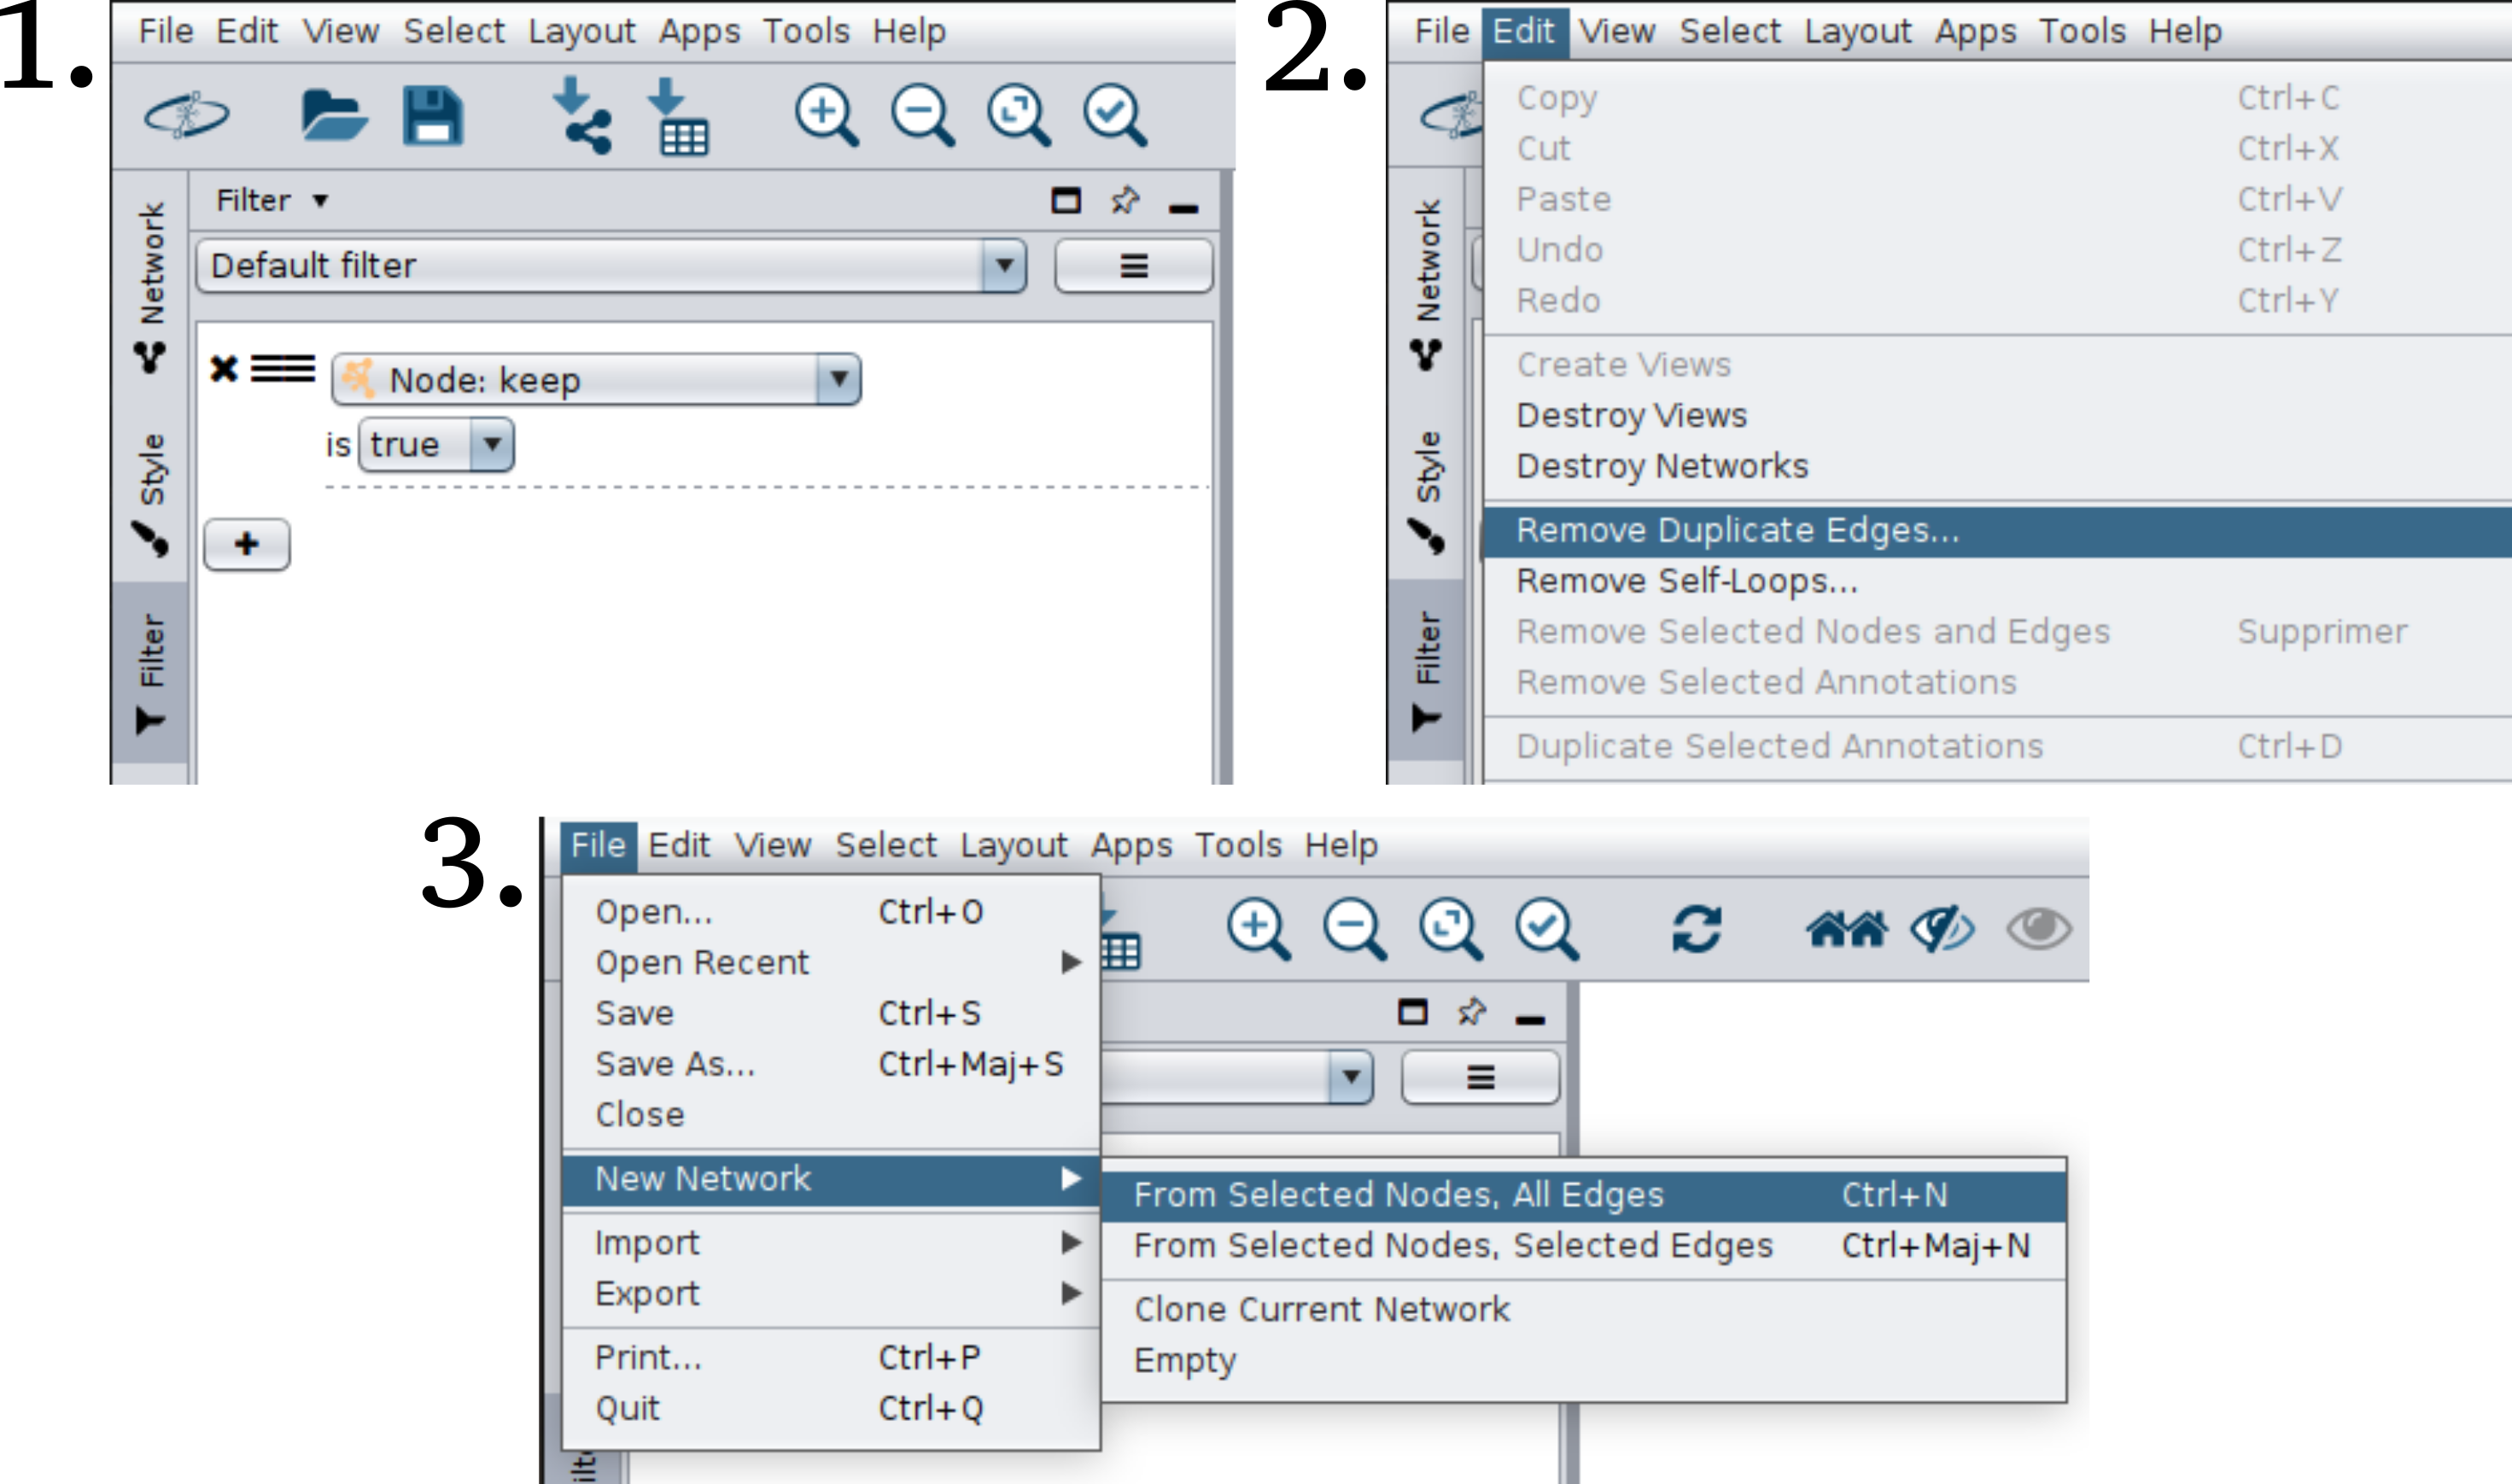 1.
File Edit View Select Layout Apps Tools Help
Network
Style
Filter
Filter
Default filter
Node: keep
is true
2.
File Edit View Select Layout Apps Tools Help
Network
Style
Filter
Copy Ctrl+C
Cut Ctrl+X
Paste Ctrl+V
Undo Ctrl+Z
Redo Ctrl+Y
Create Views
Destroy Views
Destroy Networks
Remove Duplicate Edges...
Remove Self-Loops...
Remove Selected Nodes and Edges Supprimer
Remove Selected Annotations
Duplicate Selected Annotations Ctrl+D
3.
File Edit View Select Layout Apps Tools Help
Open... Ctrl+O
Open Recent
Save Ctrl+S
Save As... Ctrl+Maj+S
Close
New Network
Import
Export
Print... Ctrl+P
Quit Ctrl+Q
From Selected Nodes, All Edges Ctrl+N
From Selected Nodes, Selected Edges Ctrl+Maj+N
Clone Current Network
Empty